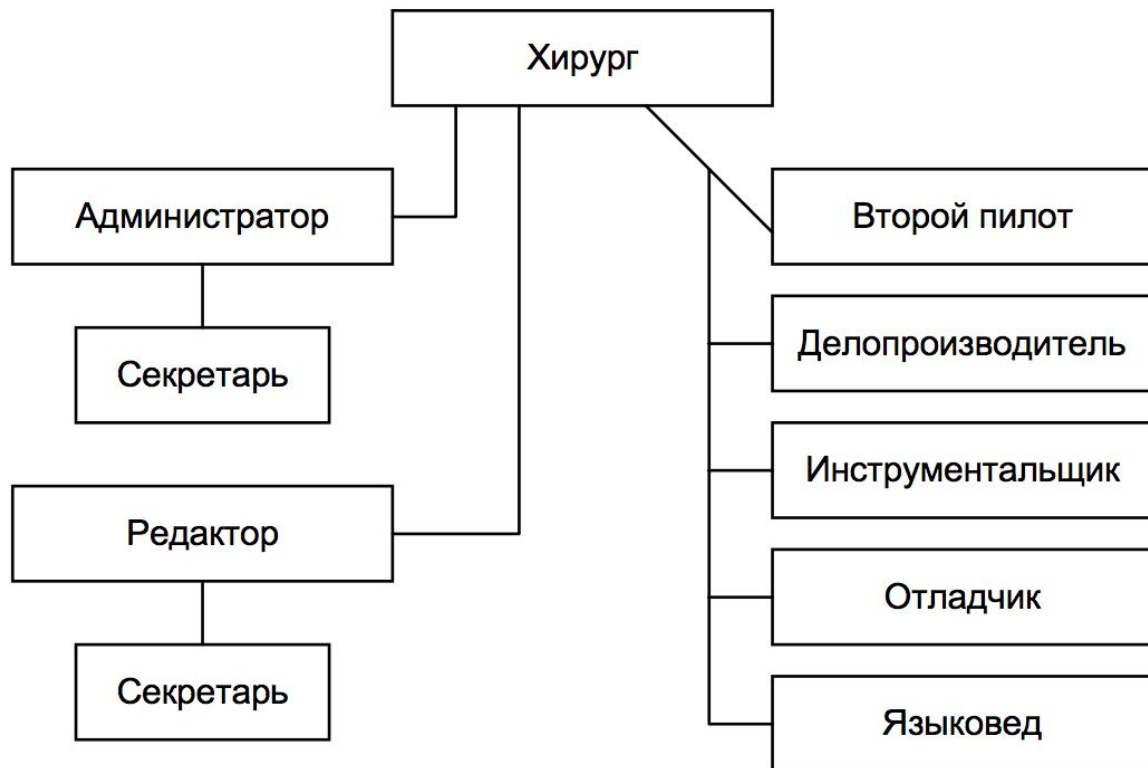 Хирург
Администратор
Секретарь
Редактор
Секретарь
Второй пилот
Делопроизводитель
Инструментальщик
Отладчик
Языковед